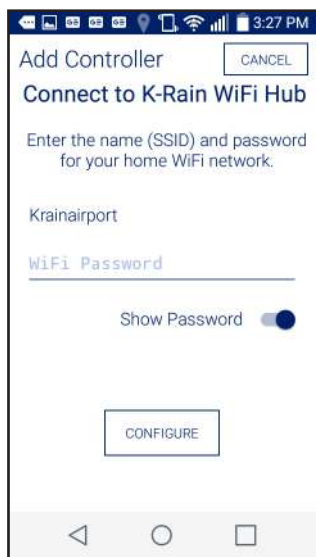 3:27 PM
Add Controller
CANCEL
Connect to K-Rain WiFi Hub
Enter the name (SSID) and password
for your home WiFi network.
Krainairport
WiFi Password
Show Password
CONFIGURE